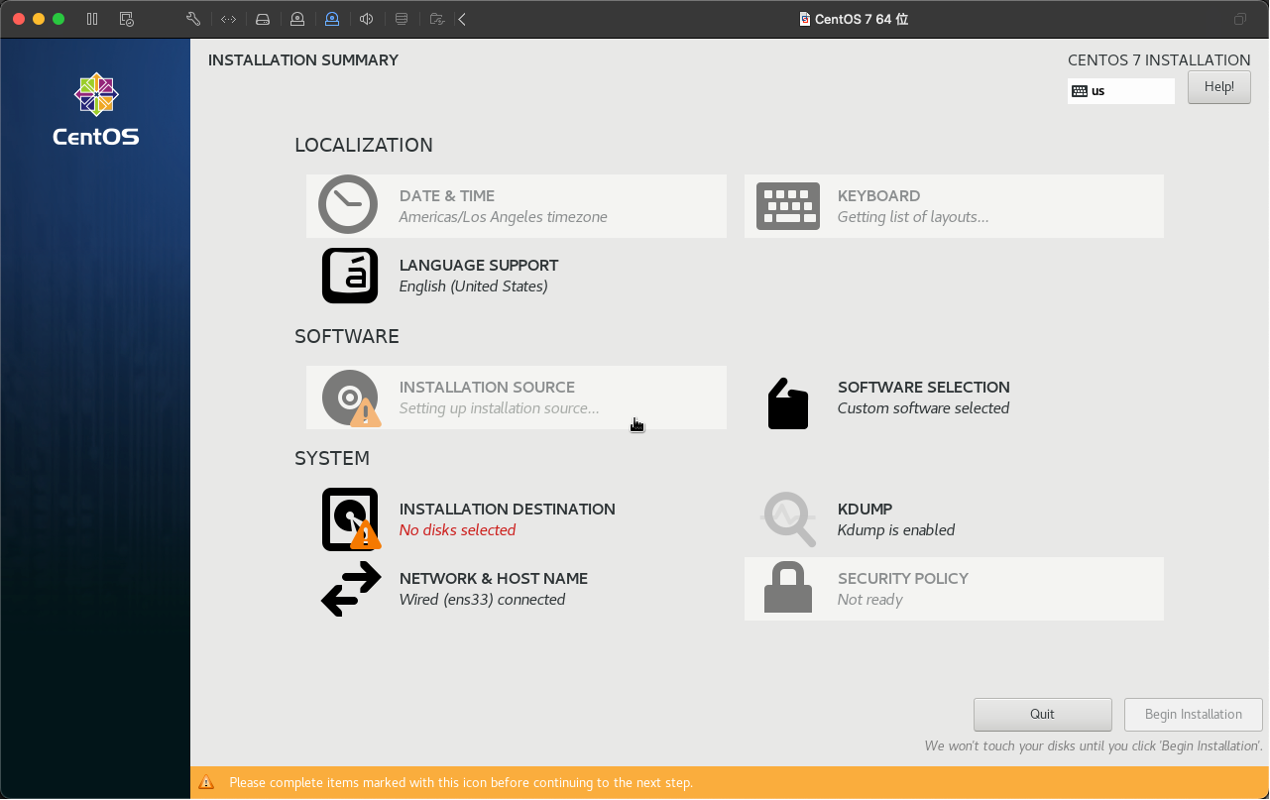 CentOS 7 64 位
INSTALLATION SUMMARY
CENTOS 7 INSTALLATION
us
Help!
CentOS
LOCALIZATION
DATE & TIME
Americas/Los Angeles timezone
KEYBOARD
Getting list of layouts...
LANGUAGE SUPPORT
English (United States)
SOFTWARE
INSTALLATION SOURCE
Setting up installation source...
SOFTWARE SELECTION
Custom software selected
SYSTEM
INSTALLATION DESTINATION
No disks selected
KDUMP
Kdump is enabled
NETWORK & HOST NAME
Wired (ens33) connected
SECURITY POLICY
Not ready
Quit
Begin Installation
We won't touch your disks until you click 'Begin Installation'.
Please complete items marked with this icon before continuing to the next step.